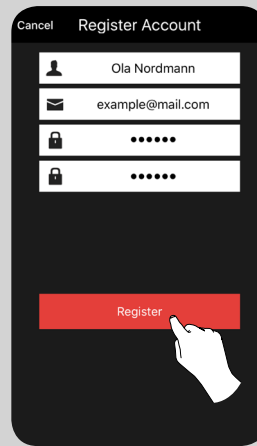 Cancel Register Account
Ola Nordmann
example@mail.com
••••••
••••••
Register